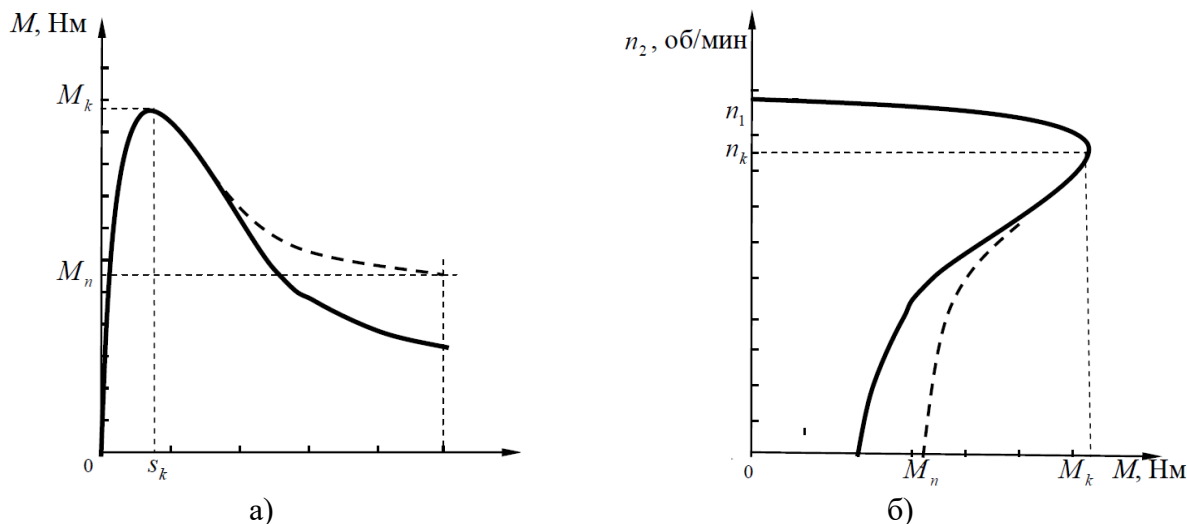 M, Нм
M_k
M_n
0
s_k
а)
n_2, об/мин
n_1
n_k
0
M_n
M_k
M, Нм
б)